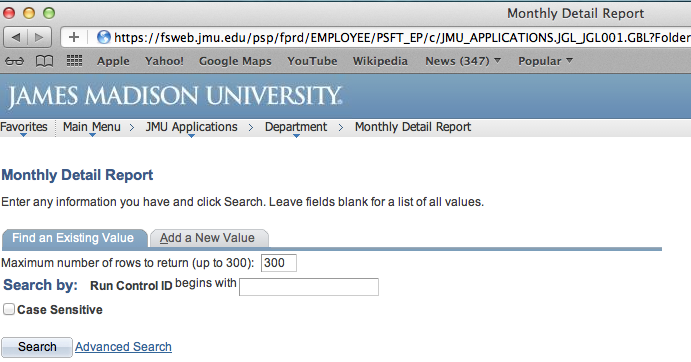 Monthly Detail Report
https://fsweb.jmu.edu/psp/fprd/EMPLOYEE/PSFT_EP/c/JMU_APPLICATIONS.JGL_JGL001.GBL?Folder
Apple Yahoo! Google Maps YouTube Wikipedia News (347) Popular
JAMES MADISON UNIVERSITY.
Favorites Main Menu > JMU Applications > Department > Monthly Detail Report
Monthly Detail Report
Enter any information you have and click Search. Leave fields blank for a list of all values.
Find an Existing Value Add a New Value
Maximum number of rows to return (up to 300): 300
Search by: Run Control ID begins with
Case Sensitive
Search Advanced Search